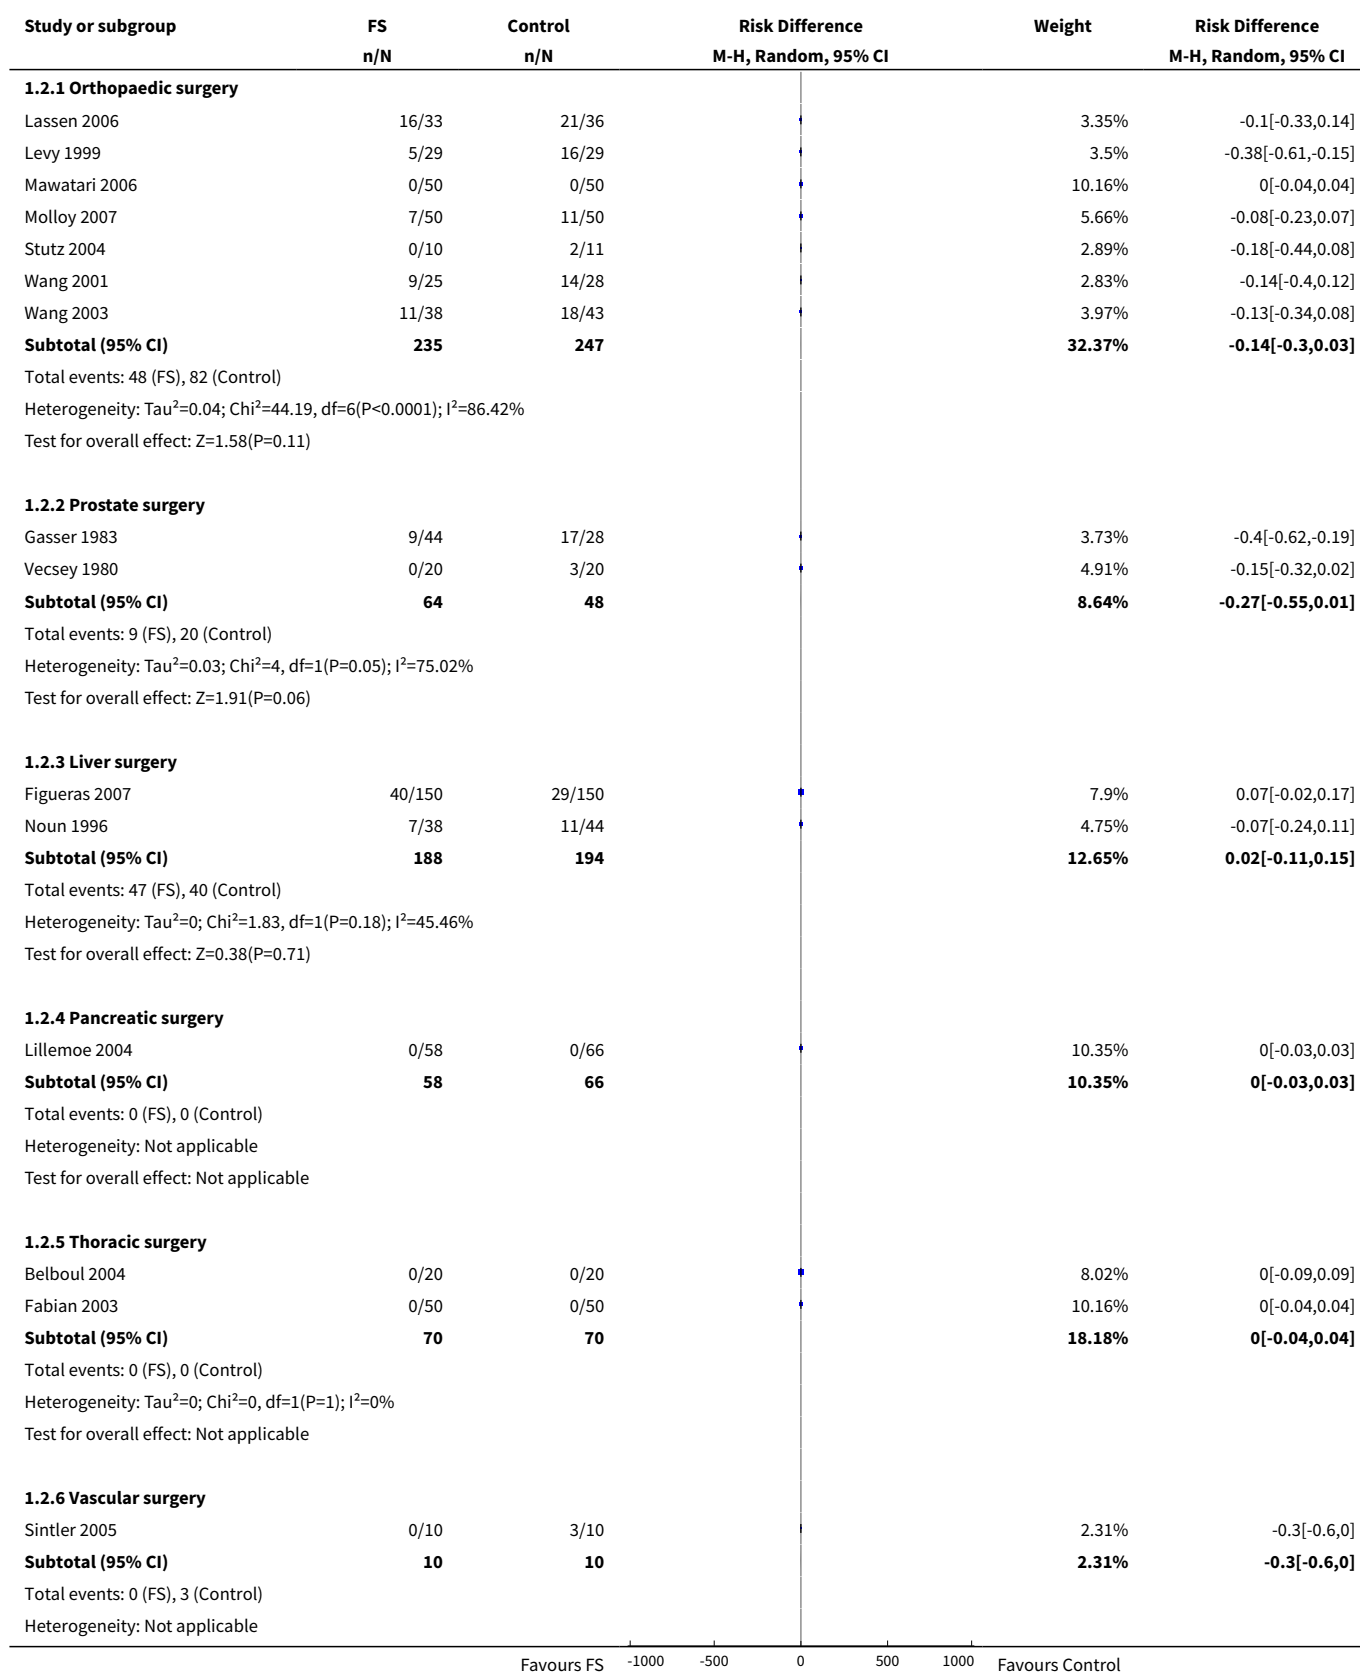 Study or subgroup FS Control Risk Difference Weight Risk Difference
n/N n/N M-H, Random, 95% CI M-H, Random, 95% CI
1.2.1 Orthopaedic surgery
Lassen 2006 16/33 21/36 3.35% -0.1[-0.33,0.14]
Levy 1999 5/29 16/29 3.5% -0.38[-0.61,-0.15]
Mawatari 2006 0/50 0/50 10.16% 0[-0.04,0.04]
Molloy 2007 7/50 11/50 5.66% -0.08[-0.23,0.07]
Stutz 2004 0/10 2/11 2.89% -0.18[-0.44,0.08]
Wang 2001 9/25 14/28 2.83% -0.14[-0.4,0.12]
Wang 2003 11/38 18/43 3.97% -0.13[-0.34,0.08]
Subtotal (95% CI) 235 247 32.37% -0.14[-0.3,0.03]
Total events: 48 (FS), 82 (Control)
Heterogeneity: Tau²=0.04; Chi²=44.19, df=6(P<0.0001); I²=86.42%
Test for overall effect: Z=1.58(P=0.11)
1.2.2 Prostate surgery
Gasser 1983 9/44 17/28 3.73% -0.4[-0.62,-0.19]
Vecsey 1980 0/20 3/20 4.91% -0.15[-0.32,0.02]
Subtotal (95% CI) 64 48 8.64% -0.27[-0.55,0.01]
Total events: 9 (FS), 20 (Control)
Heterogeneity: Tau²=0.03; Chi²=4, df=1(P=0.05); I²=75.02%
Test for overall effect: Z=1.91(P=0.06)
1.2.3 Liver surgery
Figueras 2007 40/150 29/150 7.9% 0.07[-0.02,0.17]
Noun 1996 7/38 11/44 4.75% -0.07[-0.24,0.11]
Subtotal (95% CI) 188 194 12.65% 0.02[-0.11,0.15]
Total events: 47 (FS), 40 (Control)
Heterogeneity: Tau²=0; Chi²=1.83, df=1(P=0.18); I²=45.46%
Test for overall effect: Z=0.38(P=0.71)
1.2.4 Pancreatic surgery
Lillemoe 2004 0/58 0/66 10.35% 0[-0.03,0.03]
Subtotal (95% CI) 58 66 10.35% 0[-0.03,0.03]
Total events: 0 (FS), 0 (Control)
Heterogeneity: Not applicable
Test for overall effect: Not applicable
1.2.5 Thoracic surgery
Belboul 2004 0/20 0/20 8.02% 0[-0.09,0.09]
Fabian 2003 0/50 0/50 10.16% 0[-0.04,0.04]
Subtotal (95% CI) 70 70 18.18% 0[-0.04,0.04]
Total events: 0 (FS), 0 (Control)
Heterogeneity: Tau²=0; Chi²=0, df=1(P=1); I²=0%
Test for overall effect: Not applicable
1.2.6 Vascular surgery
Sintler 2005 0/10 3/10 2.31% -0.3[-0.6,0]
Subtotal (95% CI) 10 10 2.31% -0.3[-0.6,0]
Total events: 0 (FS), 3 (Control)
Heterogeneity: Not applicable
Favours FS -1000 -500 0 500 1000 Favours Control